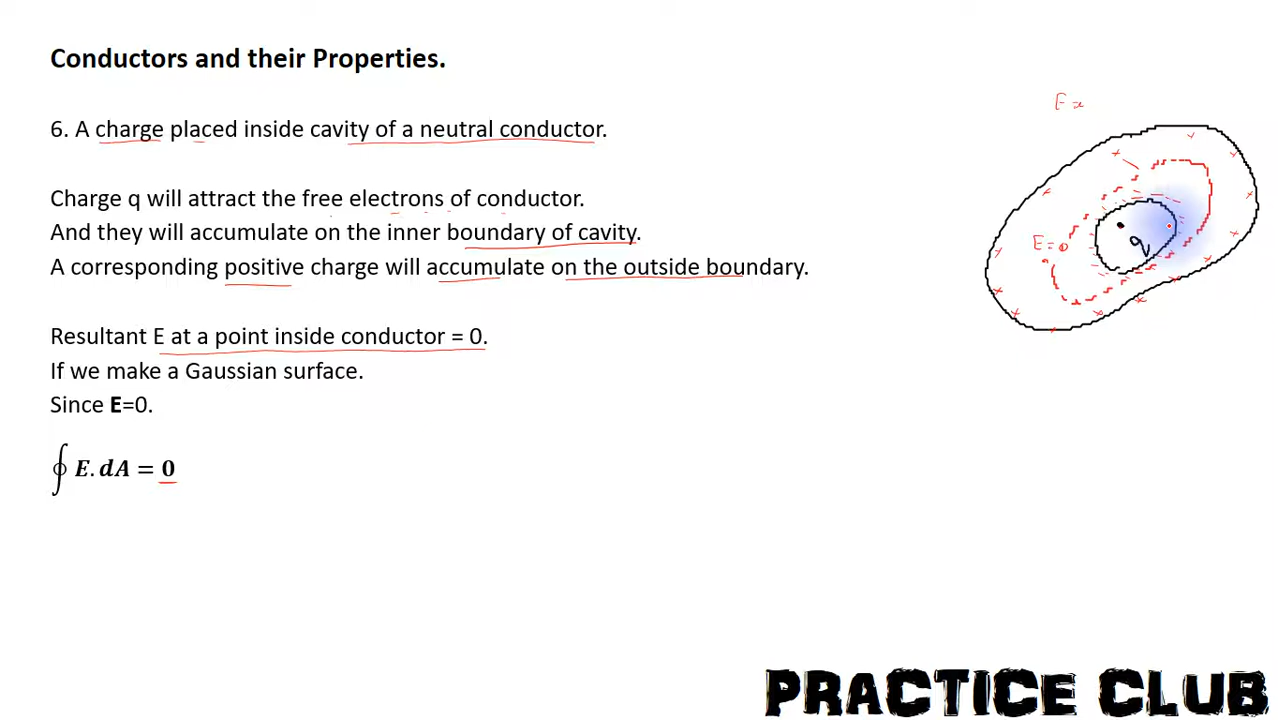 Conductors and their Properties.
6. A charge placed inside cavity of a neutral conductor.
Charge q will attract the free electrons of conductor.
And they will accumulate on the inner boundary of cavity.
A corresponding positive charge will accumulate on the outside boundary.
Resultant E at a point inside conductor = 0.
If we make a Gaussian surface.
Since E=0.
∮ E. dA = 0
E =
E = 0
q
PRACTICE CLUB